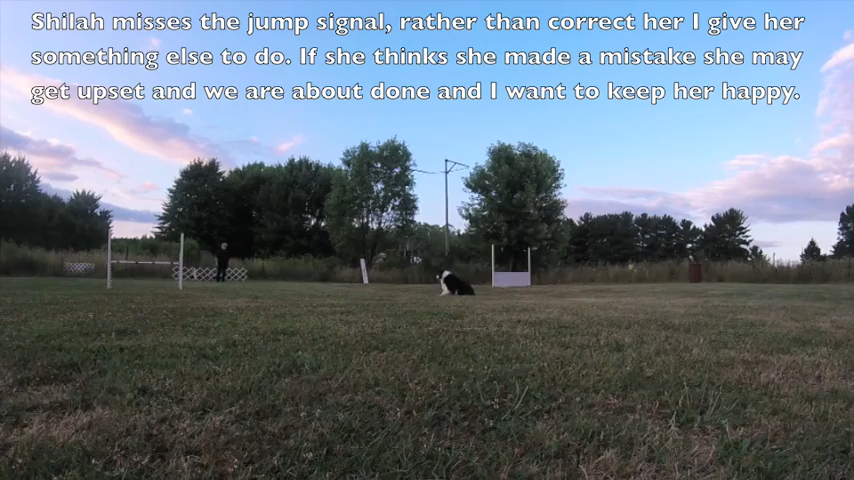 Shilah misses the jump signal, rather than correct her I give her
something else to do. If she thinks she made a mistake she may
get upset and we are about done and I want to keep her happy.